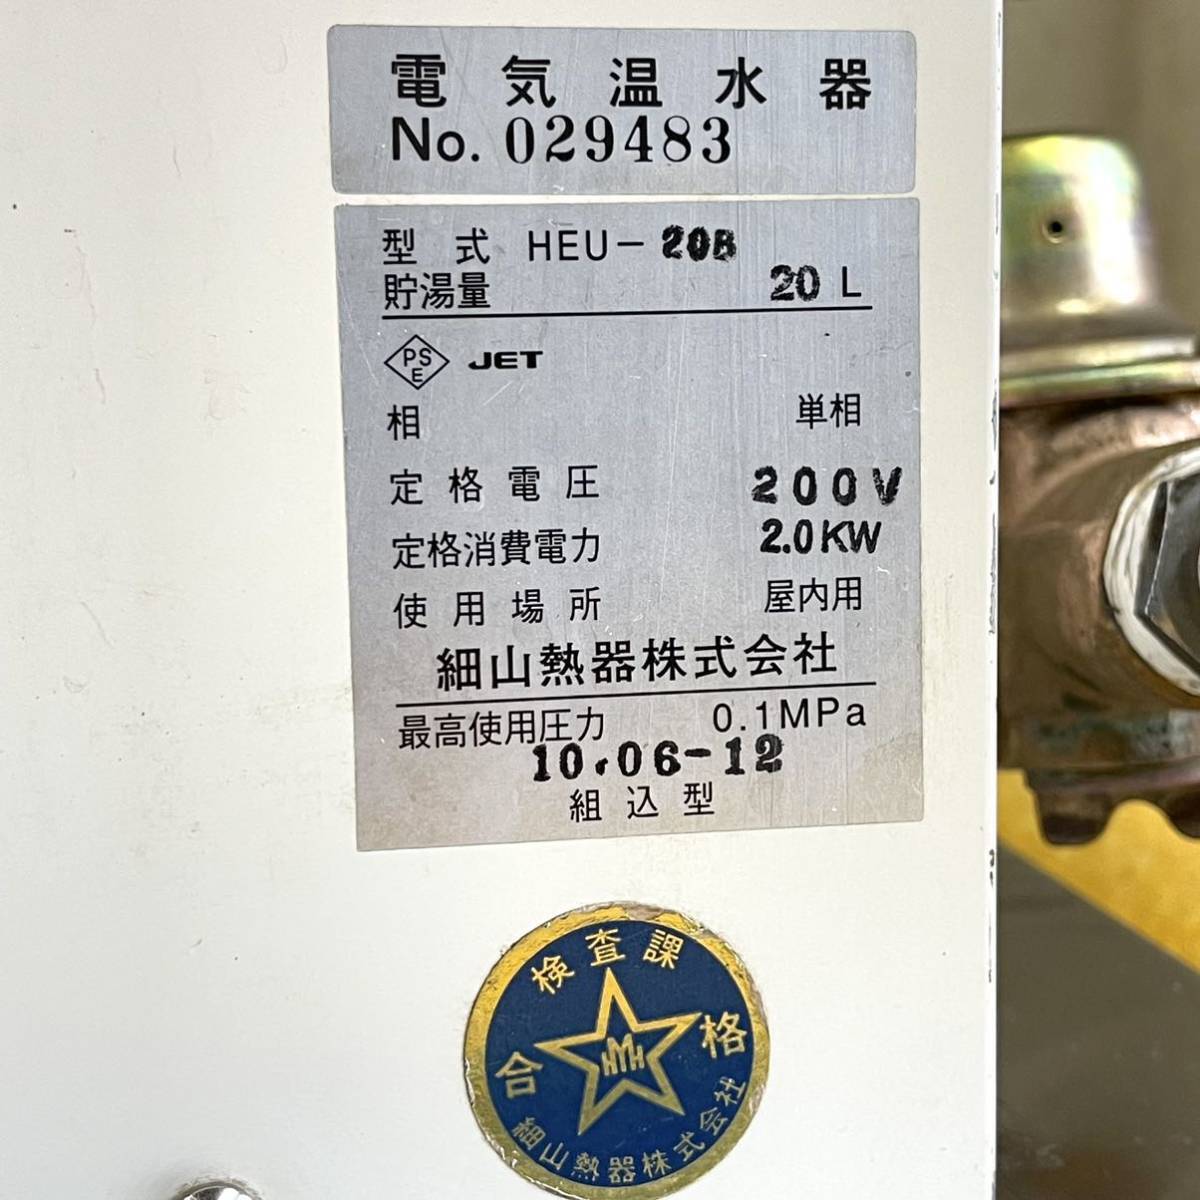 電気温水器
No. 029483
型式 HEU-20B
貯湯量 20 L
PS E JET
相 単相
定格電圧 200V
定格消費電力 2.0KW
使用場所 屋内用
細山熱器株式会社
最高使用圧力 0.1MPa
10.06-12
組込型
検査課
合格
細山熱器株式会社